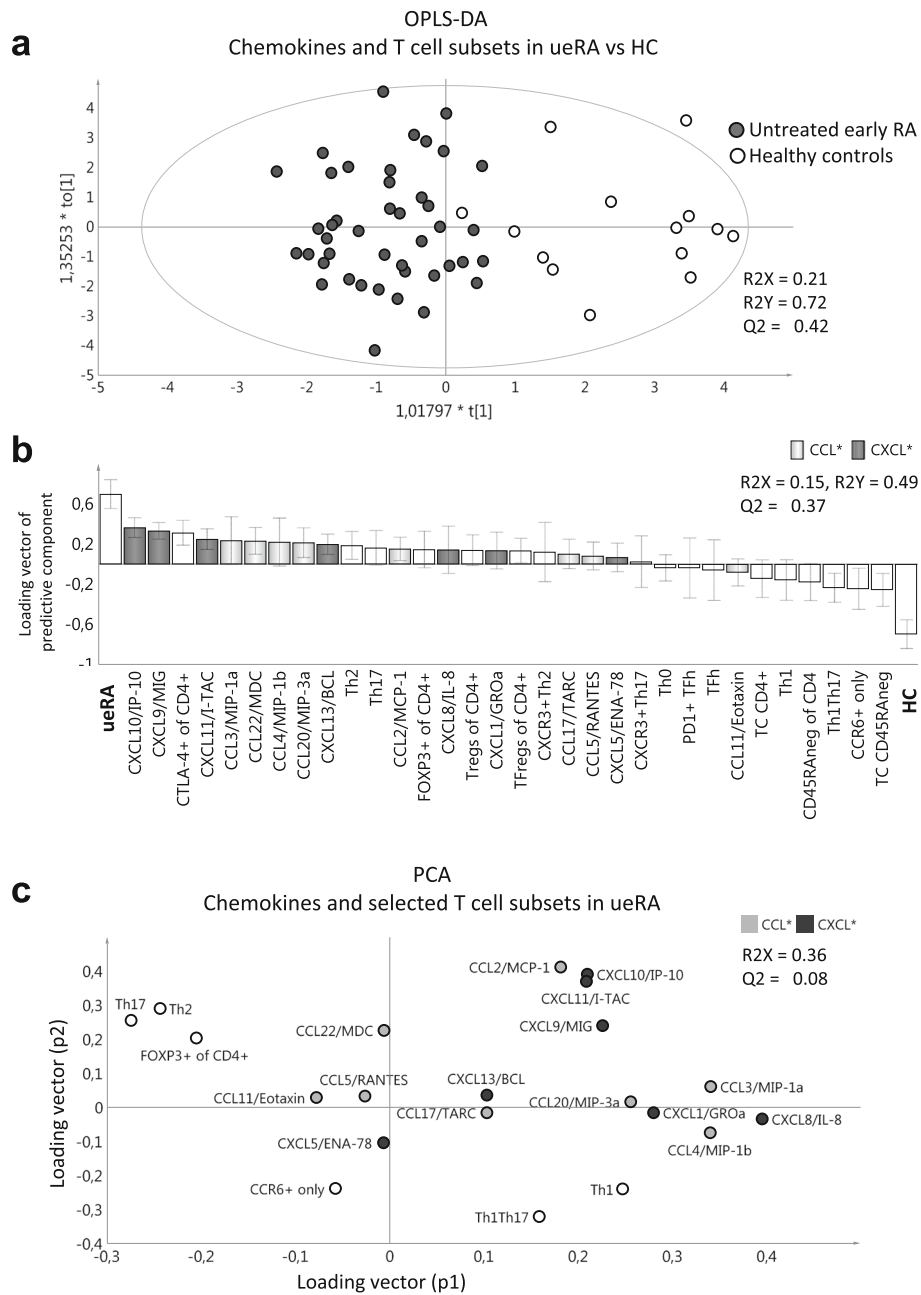 OPLS-DA
a
Chemokines and T cell subsets in ueRA vs HC
Untreated early RA
Healthy controls
4
3
2
1
0
-1
-2
-3
-4
-5
1,35253 * to[1]
R2X = 0.21
R2Y = 0.72
Q2 = 0.42
-5 -4 -3 -2 -1 0 1 2 3 4 5
1,01797 * t[1]
b
CCL* CXCL*
R2X = 0.15, R2Y = 0.49
Q2 = 0.37
Loading vector of
predictive component
0,6
0,2
-0,2
-0,6
-1
ueRA
CXCL10/IP-10
CXCL9/MIG
CTLA-4+ of CD4+
CXCL11/I-TAC
CCL3/MIP-1a
CCL22/MDC
CCL4/MIP-1b
CCL20/MIP-3a
CXCL13/BCL
Th2
Th17
CCL2/MCP-1
FOXP3+ of CD4+
CXCL8/IL-8
Tregs of CD4+
CXCL1/GROa
TFregs of CD4+
CXCR3+Th2
CCL17/TARC
CCL5/RANTES
CXCL5/ENA-78
CXCR3+Th17
Th0
PD1+ TFh
TFh
CCL11/Eotaxin
TC CD4+
Th1
CD45RAneg of CD4
Th1Th17
CCR6+ only
TC CD45RAneg
HC
PCA
c
Chemokines and selected T cell subsets in ueRA
CCL* CXCL*
R2X = 0.36
Q2 = 0.08
Loading vector (p2)
0,4
0,3
0,2
0,1
0
-0,1
-0,2
-0,3
-0,4
CCL2/MCP-1
CXCL10/IP-10
CXCL11/I-TAC
Th17
Th2
CXCL9/MIG
CCL22/MDC
FOXP3+ of CD4+
CCL5/RANTES
CXCL13/BCL
CCL3/MIP-1a
CCL11/Eotaxin
CCL20/MIP-3a
CCL17/TARC
CXCL1/GROa
CXCL8/IL-8
CXCL5/ENA-78
CCL4/MIP-1b
CCR6+ only
Th1
Th1Th17
-0,3 -0,2 -0,1 0 0,1 0,2 0,3 0,4
Loading vector (p1)